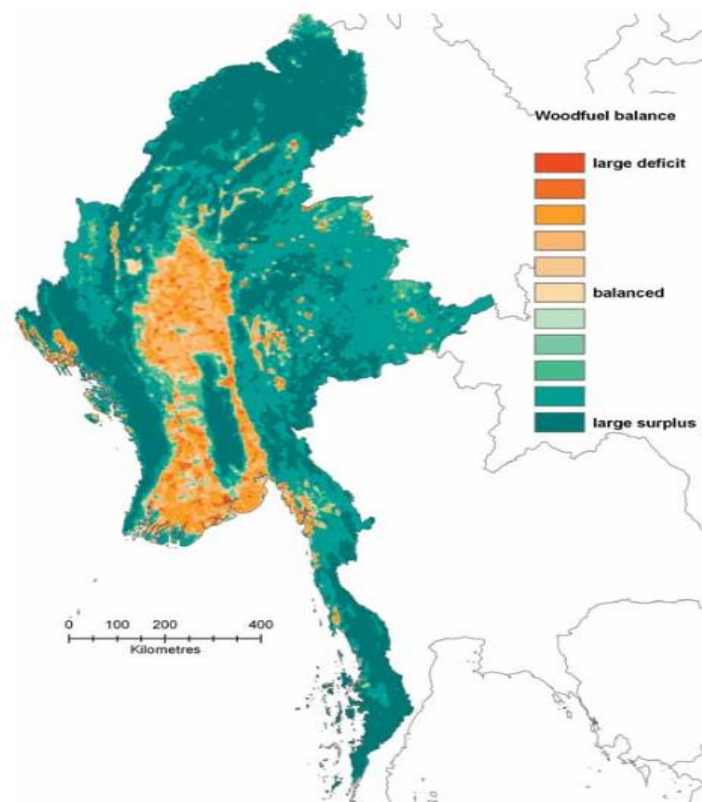 Woodfuel balance
large deficit
balanced
large surplus
0 100 200 400
Kilometres